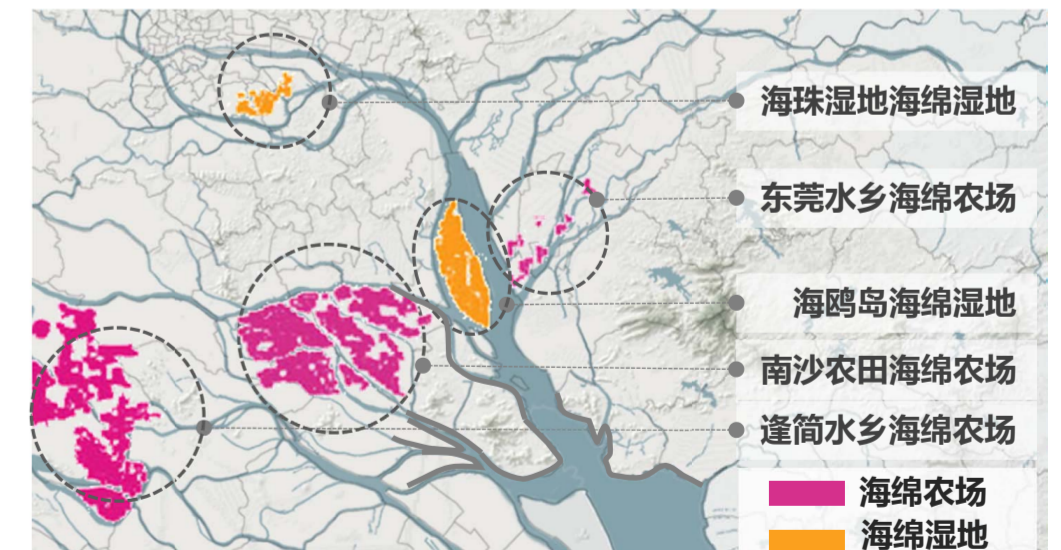 海珠湿地海绵湿地
东莞水乡海绵农场
海鸥岛海绵湿地
南沙农田海绵农场
逢简水乡海绵农场
海绵农场
海绵湿地